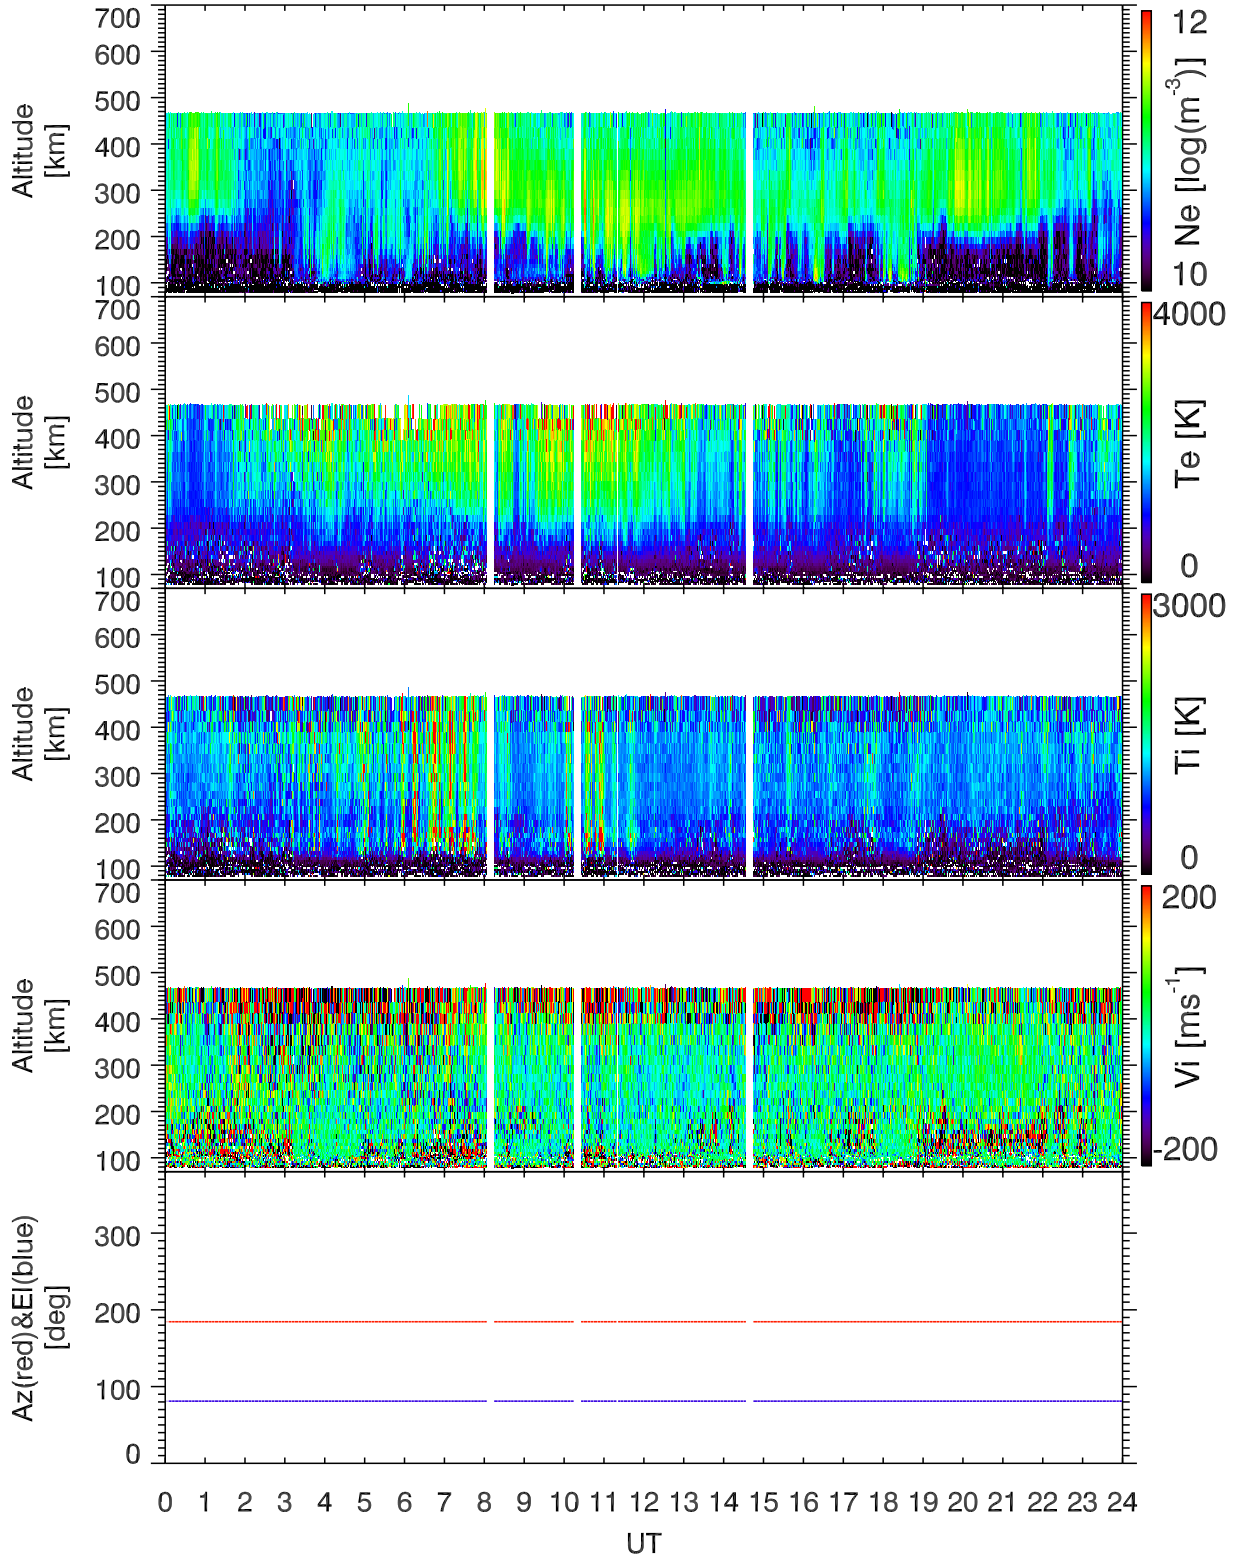 700
600
500
400
300
200
100
Altitude
[km]
12
Ne [log(m⁻³)]
10
700
600
500
400
300
200
100
Altitude
[km]
4000
Te [K]
0
700
600
500
400
300
200
100
Altitude
[km]
3000
Ti [K]
0
700
600
500
400
300
200
100
Altitude
[km]
200
Vi [ms⁻¹]
-200
300
200
100
0
Az(red)&El(blue)
[deg]
0 1 2 3 4 5 6 7 8 9 10 11 12 13 14 15 16 17 18 19 20 21 22 23 24
UT